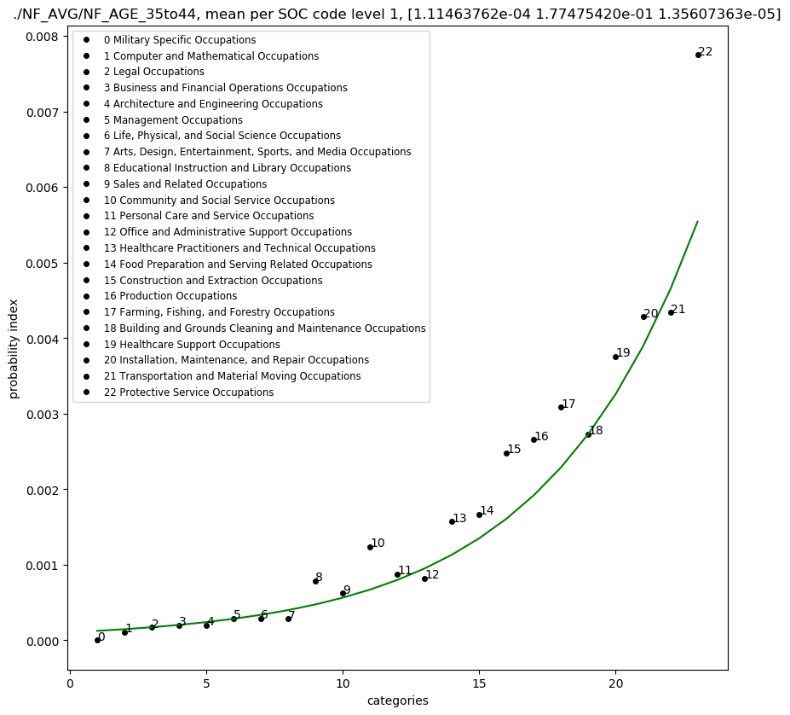 ./NF_AVG/NF_AGE_35to44, mean per SOC code level 1, [1.11463762e-04 1.77475420e-01 1.35607363e-05]
0.008
0.007
0.006
0.005
0.004
0.003
0.002
0.001
0.000
probability index
0 Military Specific Occupations
1 Computer and Mathematical Occupations
2 Legal Occupations
3 Business and Financial Operations Occupations
4 Architecture and Engineering Occupations
5 Management Occupations
6 Life, Physical, and Social Science Occupations
7 Arts, Design, Entertainment, Sports, and Media Occupations
8 Educational Instruction and Library Occupations
9 Sales and Related Occupations
10 Community and Social Service Occupations
11 Personal Care and Service Occupations
12 Office and Administrative Support Occupations
13 Healthcare Practitioners and Technical Occupations
14 Food Preparation and Serving Related Occupations
15 Construction and Extraction Occupations
16 Production Occupations
17 Farming, Fishing, and Forestry Occupations
18 Building and Grounds Cleaning and Maintenance Occupations
19 Healthcare Support Occupations
20 Installation, Maintenance, and Repair Occupations
21 Transportation and Material Moving Occupations
22 Protective Service Occupations
0
1
2
3
4
5
6
7
8
9
10
11
12
13
14
15
16
17
18
19
20
21
22
0 5 10 15 20
categories